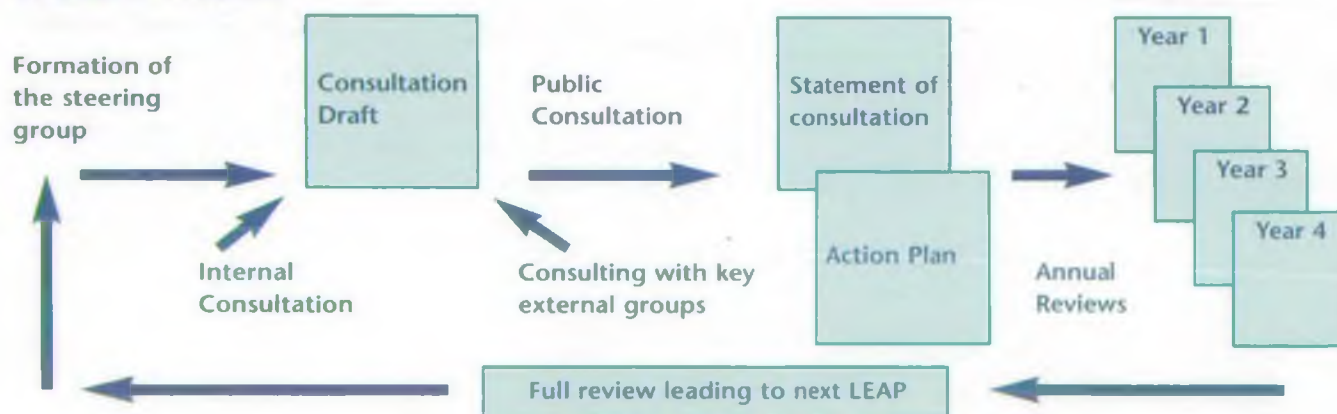 Formation of
the steering
group
Consultation
Draft
Internal
Consultation
Public
Consultation
Consulting with key
external groups
Statement of
consultation
Action Plan
Annual
Reviews
Year 1
Year 2
Year 3
Year 4
Full review leading to next LEAP